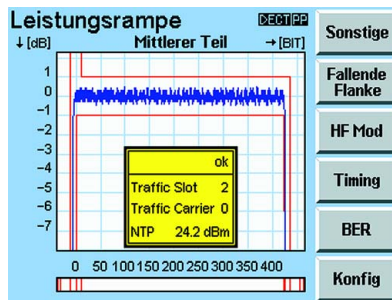 Leistungsrampe
DECT PP
↓ [dB] Mittlerer Teil → [BIT]
1
0
-1
-2
-3
-4
-5
-6
-7
ok
Traffic Slot 2
Traffic Carrier 0
NTP 24.2 dBm
0 50 100 150 200 250 300 350 400
Sonstige
Fallende
Flanke
HF Mod
Timing
BER
Konfig